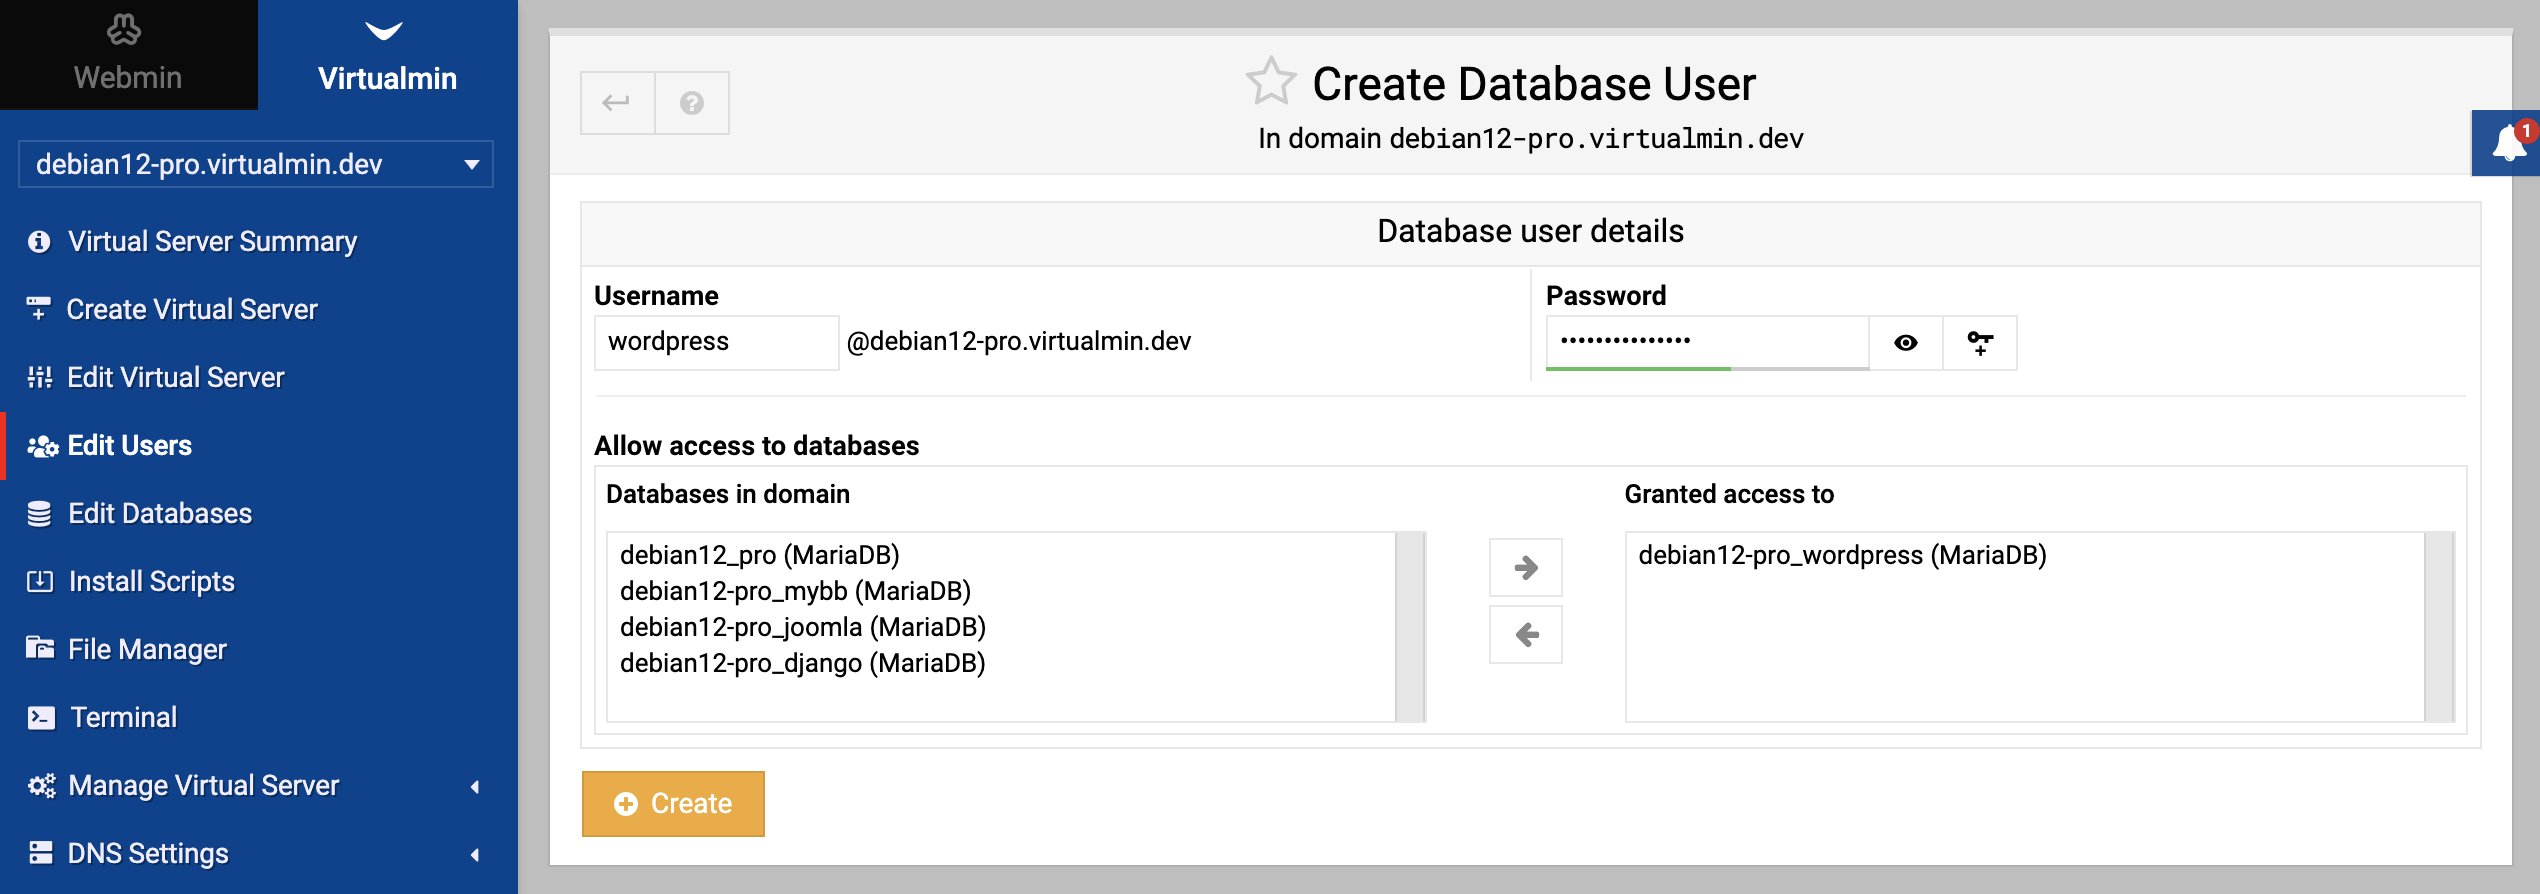 Webmin
Virtualmin
debian12-pro.virtualmin.dev
Virtual Server Summary
Create Virtual Server
Edit Virtual Server
Edit Users
Edit Databases
Install Scripts
File Manager
Terminal
Manage Virtual Server
DNS Settings
Create Database User
In domain debian12-pro.virtualmin.dev
1
Database user details
Username
wordpress @debian12-pro.virtualmin.dev
Password
•••••••••••••••
Allow access to databases
Databases in domain
debian12_pro (MariaDB)
debian12-pro_mybb (MariaDB)
debian12-pro_joomla (MariaDB)
debian12-pro_django (MariaDB)
Granted access to
debian12-pro_wordpress (MariaDB)
Create